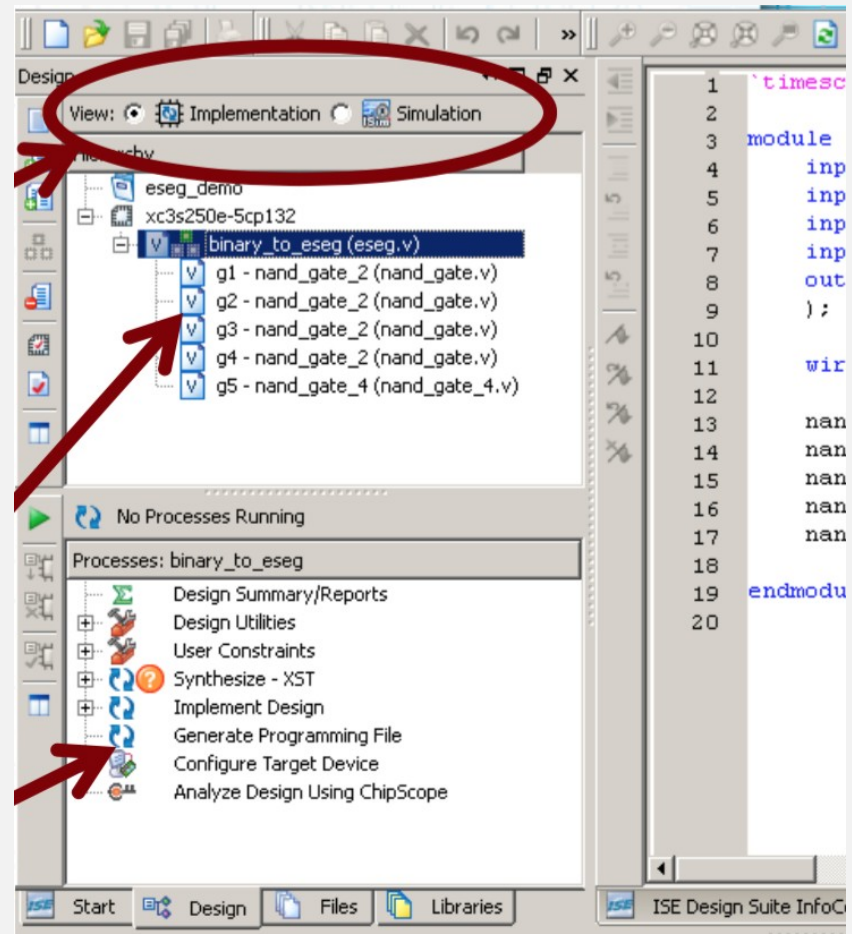 »
Design
View: Implementation Simulation
Hierarchy
eseg_demo
xc3s250e-5cp132
binary_to_eseg (eseg.v)
g1 - nand_gate_2 (nand_gate.v)
g2 - nand_gate_2 (nand_gate.v)
g3 - nand_gate_2 (nand_gate.v)
g4 - nand_gate_2 (nand_gate.v)
g5 - nand_gate_4 (nand_gate_4.v)
No Processes Running
Processes: binary_to_eseg
Design Summary/Reports
Design Utilities
User Constraints
Synthesize - XST
Implement Design
Generate Programming File
Configure Target Device
Analyze Design Using ChipScope
Start Design Files Libraries
1 `timesc
2
3 module
4 inp
5 inp
6 inp
7 inp
8 out
9 );
10
11 wir
12
13 nan
14 nan
15 nan
16 nan
17 nan
18
19 endmodu
20
ISE Design Suite InfoC